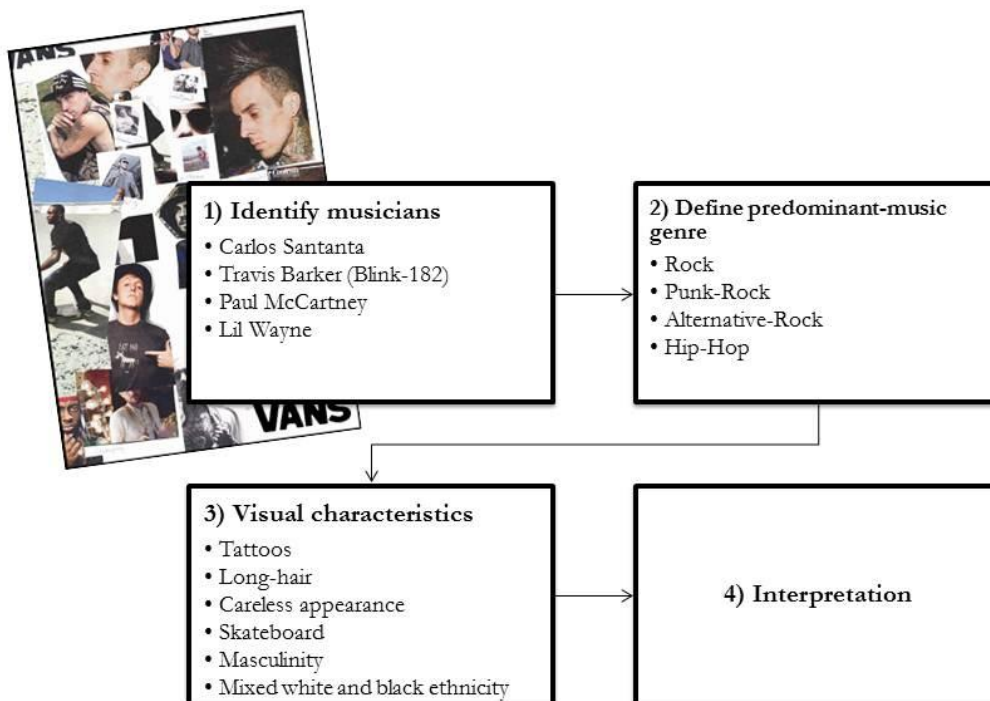 VANS
1) Identify musicians
• Carlos Santanta
• Travis Barker (Blink-182)
• Paul McCartney
• Lil Wayne
2) Define predominant-music
genre
• Rock
• Punk-Rock
• Alternative-Rock
• Hip-Hop
VANS
3) Visual characteristics
• Tattoos
• Long-hair
• Careless appearance
• Skateboard
• Masculinity
• Mixed white and black ethnicity
4) Interpretation